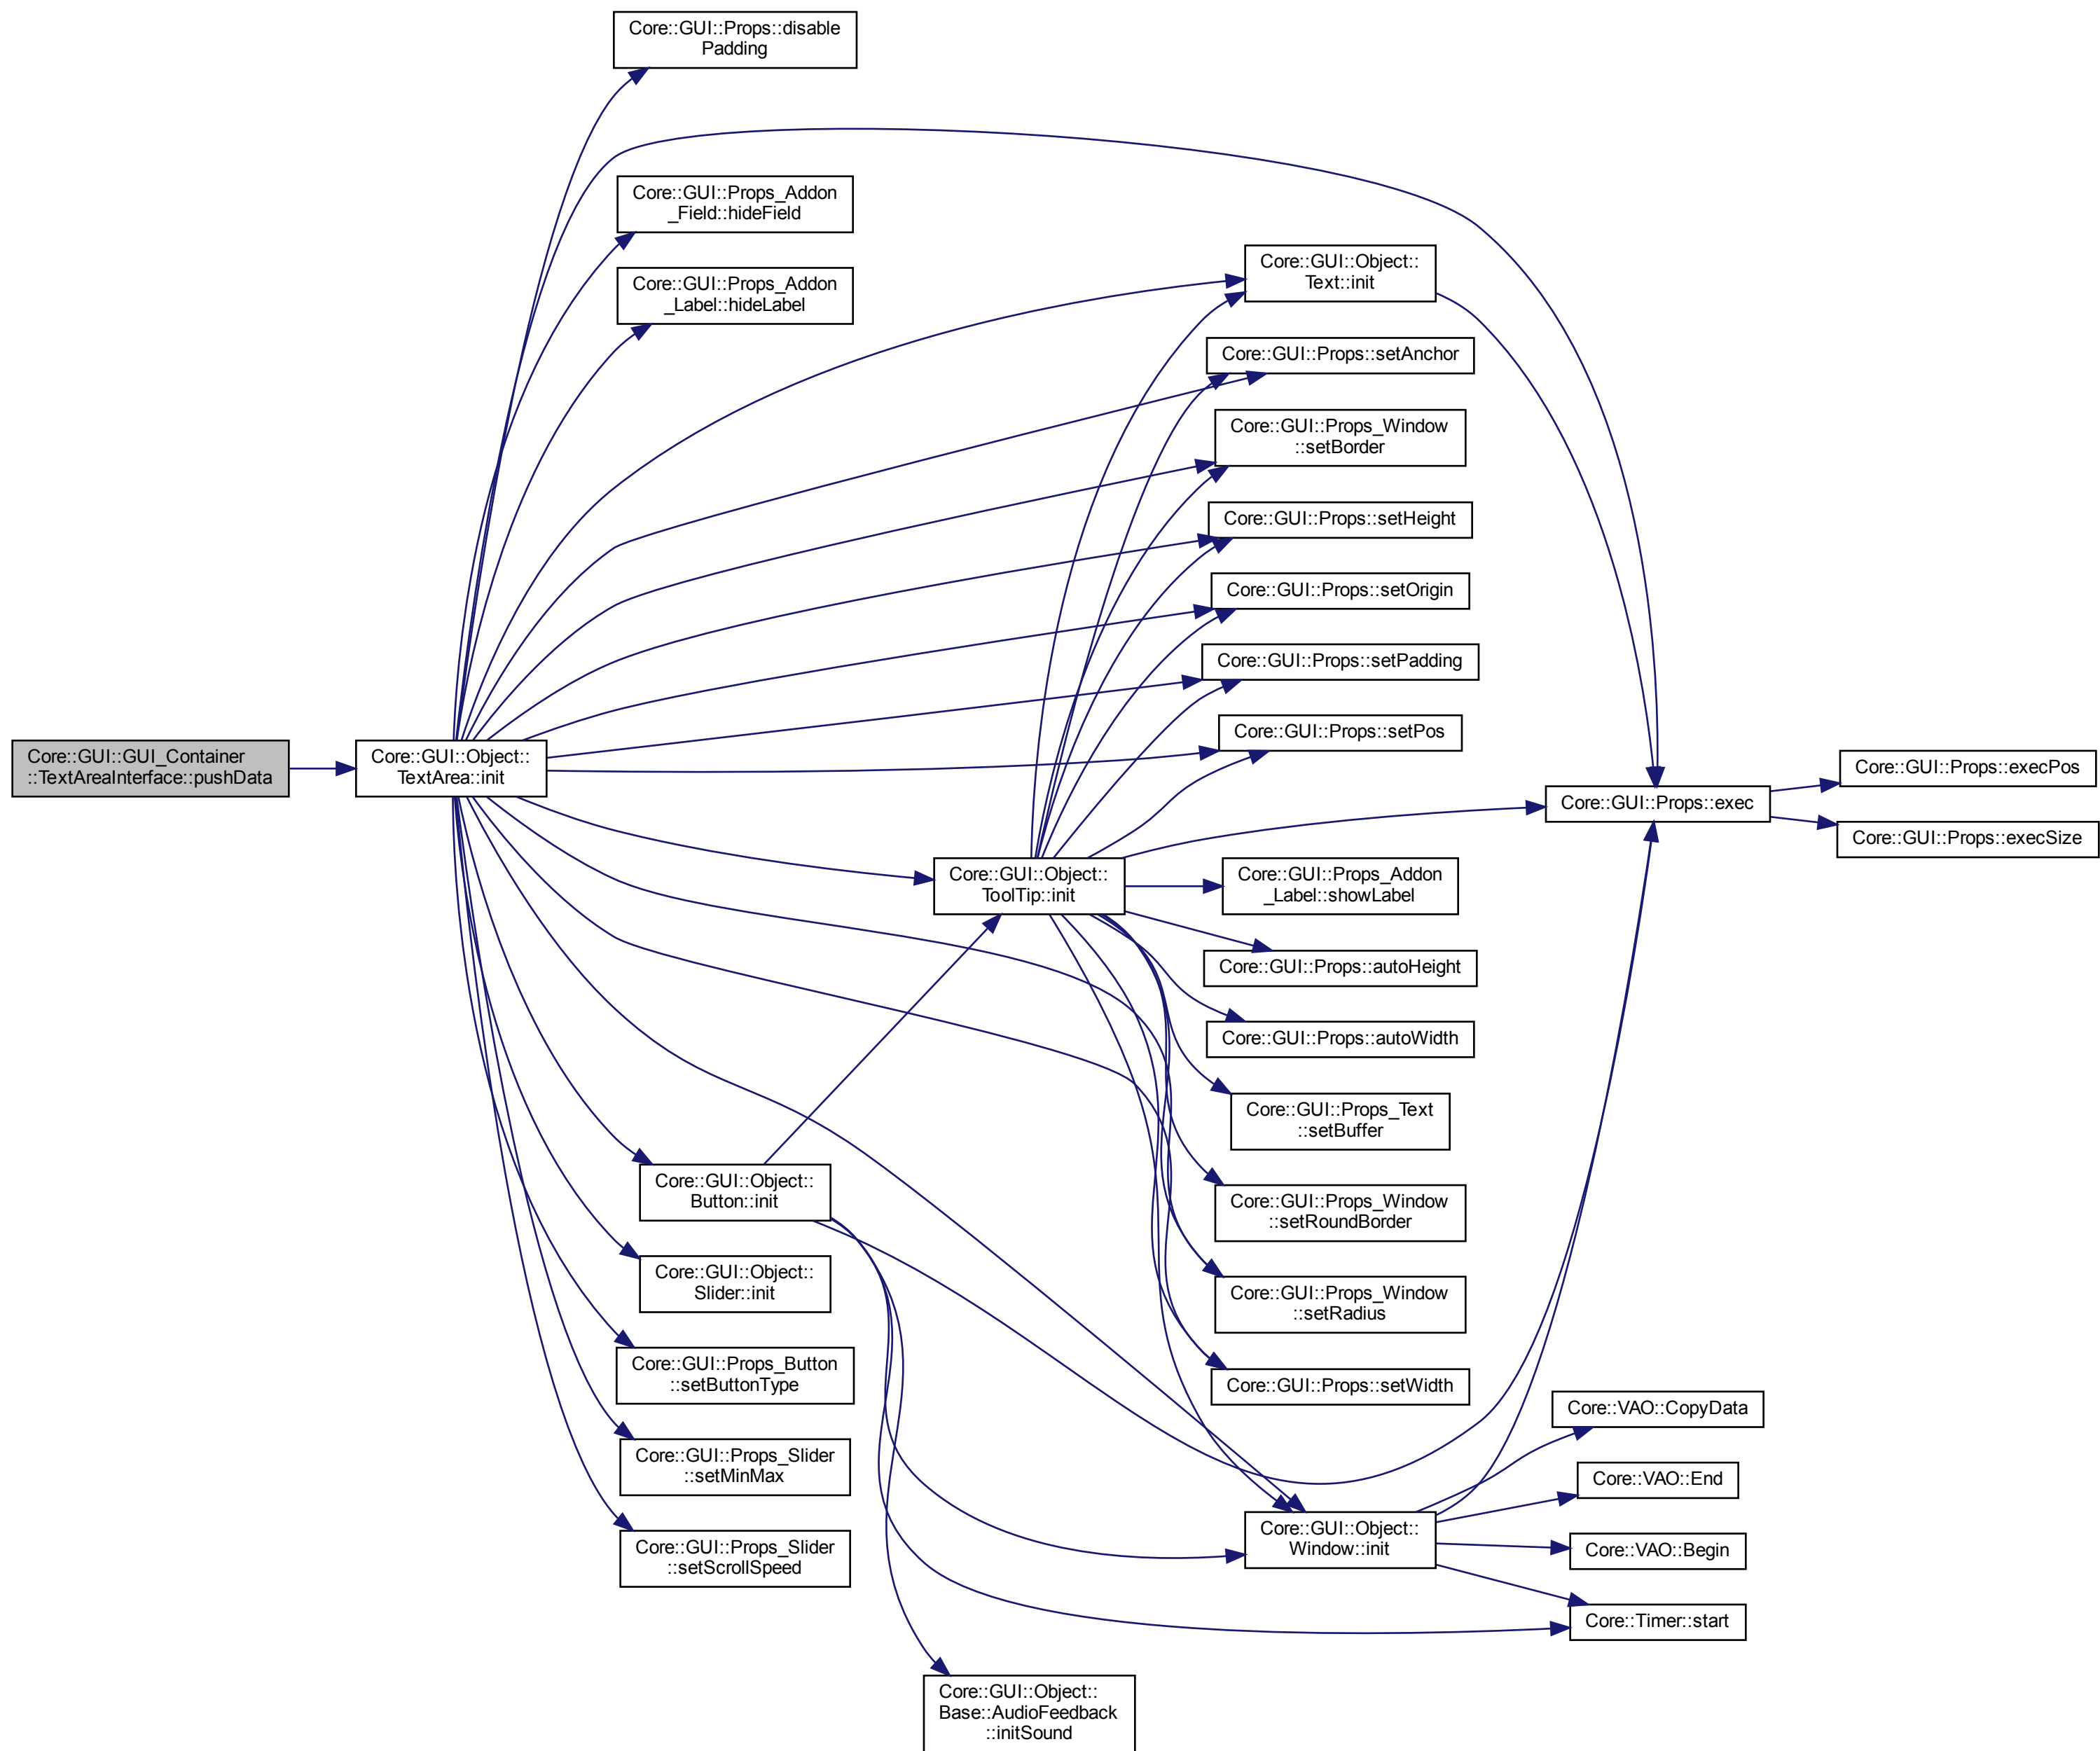 Core::GUI::Props::disable
Padding
Core::GUI::Props_Addon
_Field::hideField
Core::GUI::Props_Addon
_Label::hideLabel
Core::GUI::Object::
Text::init
Core::GUI::Props::setAnchor
Core::GUI::Props_Window
::setBorder
Core::GUI::Props::setHeight
Core::GUI::Props::setOrigin
Core::GUI::Props::setPadding
Core::GUI::Props::setPos
Core::GUI::GUI_Container
::TextAreaInterface::pushData
Core::GUI::Object::
TextArea::init
Core::GUI::Props::execPos
Core::GUI::Props::exec
Core::GUI::Props::execSize
Core::GUI::Object::
ToolTip::init
Core::GUI::Props_Addon
_Label::showLabel
Core::GUI::Props::autoHeight
Core::GUI::Props::autoWidth
Core::GUI::Props_Text
::setBuffer
Core::GUI::Object::
Button::init
Core::GUI::Props_Window
::setRoundBorder
Core::GUI::Object::
Slider::init
Core::GUI::Props_Window
::setRadius
Core::GUI::Props_Button
::setButtonType
Core::GUI::Props::setWidth
Core::VAO::CopyData
Core::GUI::Props_Slider
::setMinMax
Core::VAO::End
Core::GUI::Object::
Window::init
Core::GUI::Props_Slider
::setScrollSpeed
Core::VAO::Begin
Core::Timer::start
Core::GUI::Object::
Base::AudioFeedback
::initSound